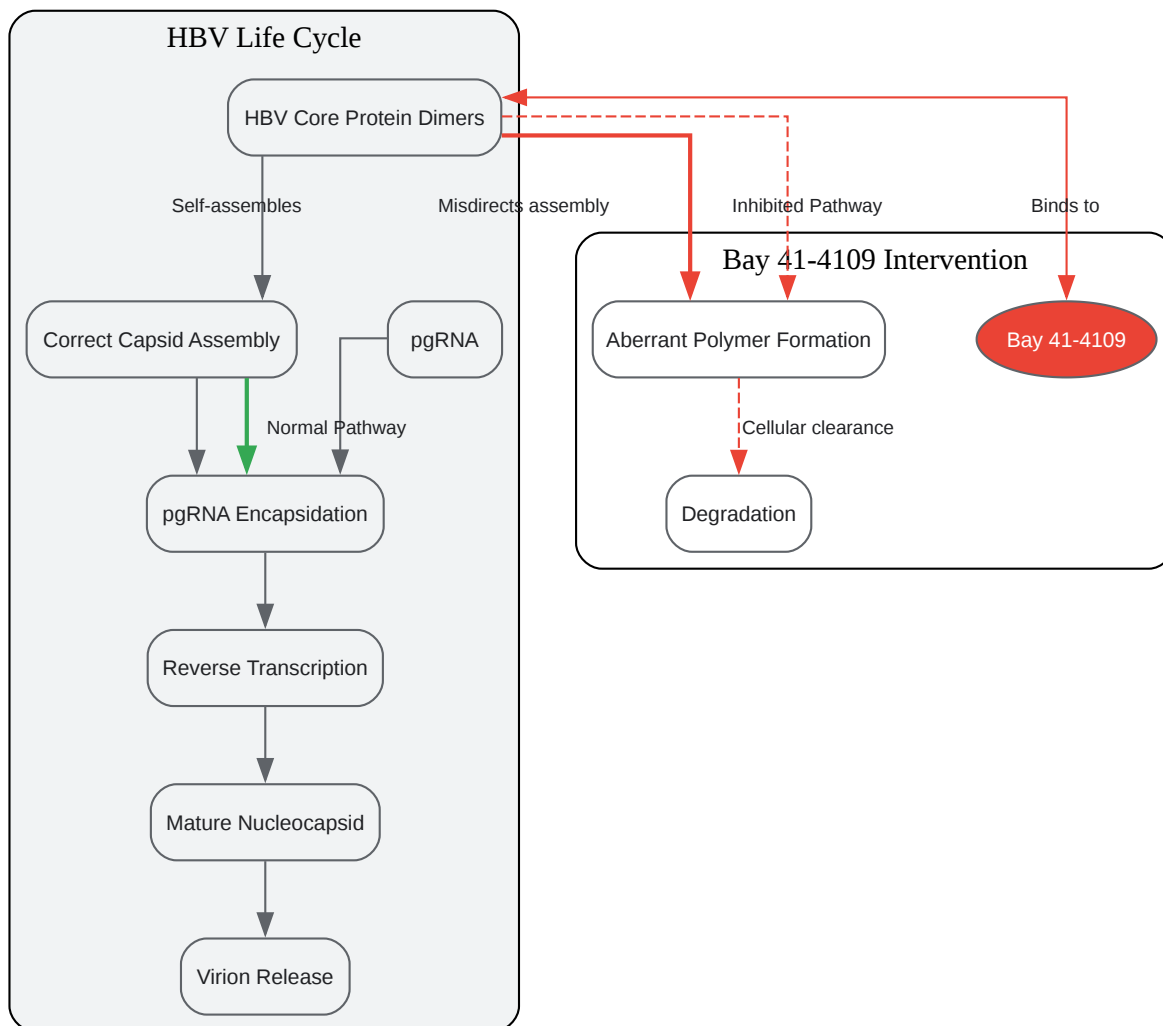 HBV Life Cycle
HBV Core Protein Dimers
Self-assembles
Misdirects assembly
Inhibited Pathway
Binds to
Bay 41-4109 Intervention
Correct Capsid Assembly
pgRNA
Aberrant Polymer Formation
Bay 41-4109
Normal Pathway
Cellular clearance
pgRNA Encapsidation
Degradation
Reverse Transcription
Mature Nucleocapsid
Virion Release